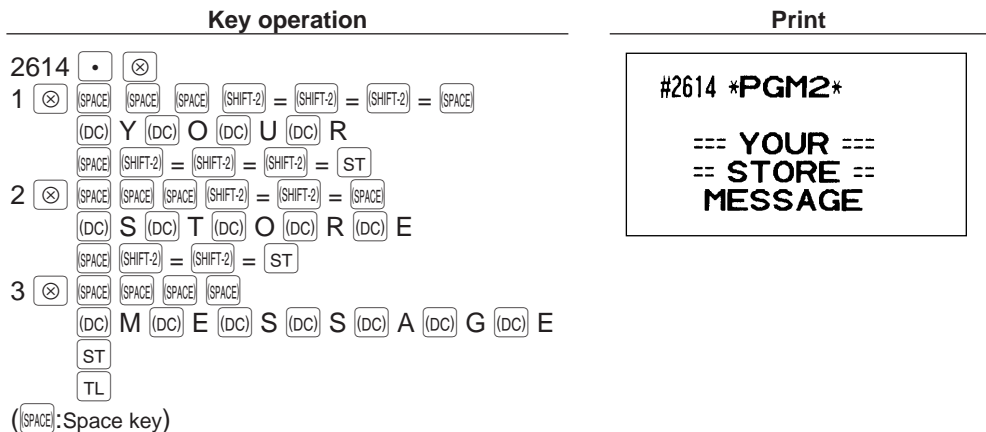 Key operation
Print
2614 • ⊗
1 ⊗ (SPACE) (SPACE) (SPACE) (SHIFT-2) = (SHIFT-2) = (SHIFT-2) = (SPACE)
(DC) Y (DC) O (DC) U (DC) R
(SPACE) (SHIFT-2) = (SHIFT-2) = (SHIFT-2) = ST
2 ⊗ (SPACE) (SPACE) (SPACE) (SHIFT-2) = (SHIFT-2) = (SPACE)
(DC) S (DC) T (DC) O (DC) R (DC) E
(SPACE) (SHIFT-2) = (SHIFT-2) = ST
3 ⊗ (SPACE) (SPACE) (SPACE) (SPACE)
(DC) M (DC) E (DC) S (DC) S (DC) A (DC) G (DC) E
ST
TL
((SPACE):Space key)
#2614 *PGM2*
=== YOUR ===
== STORE ==
MESSAGE